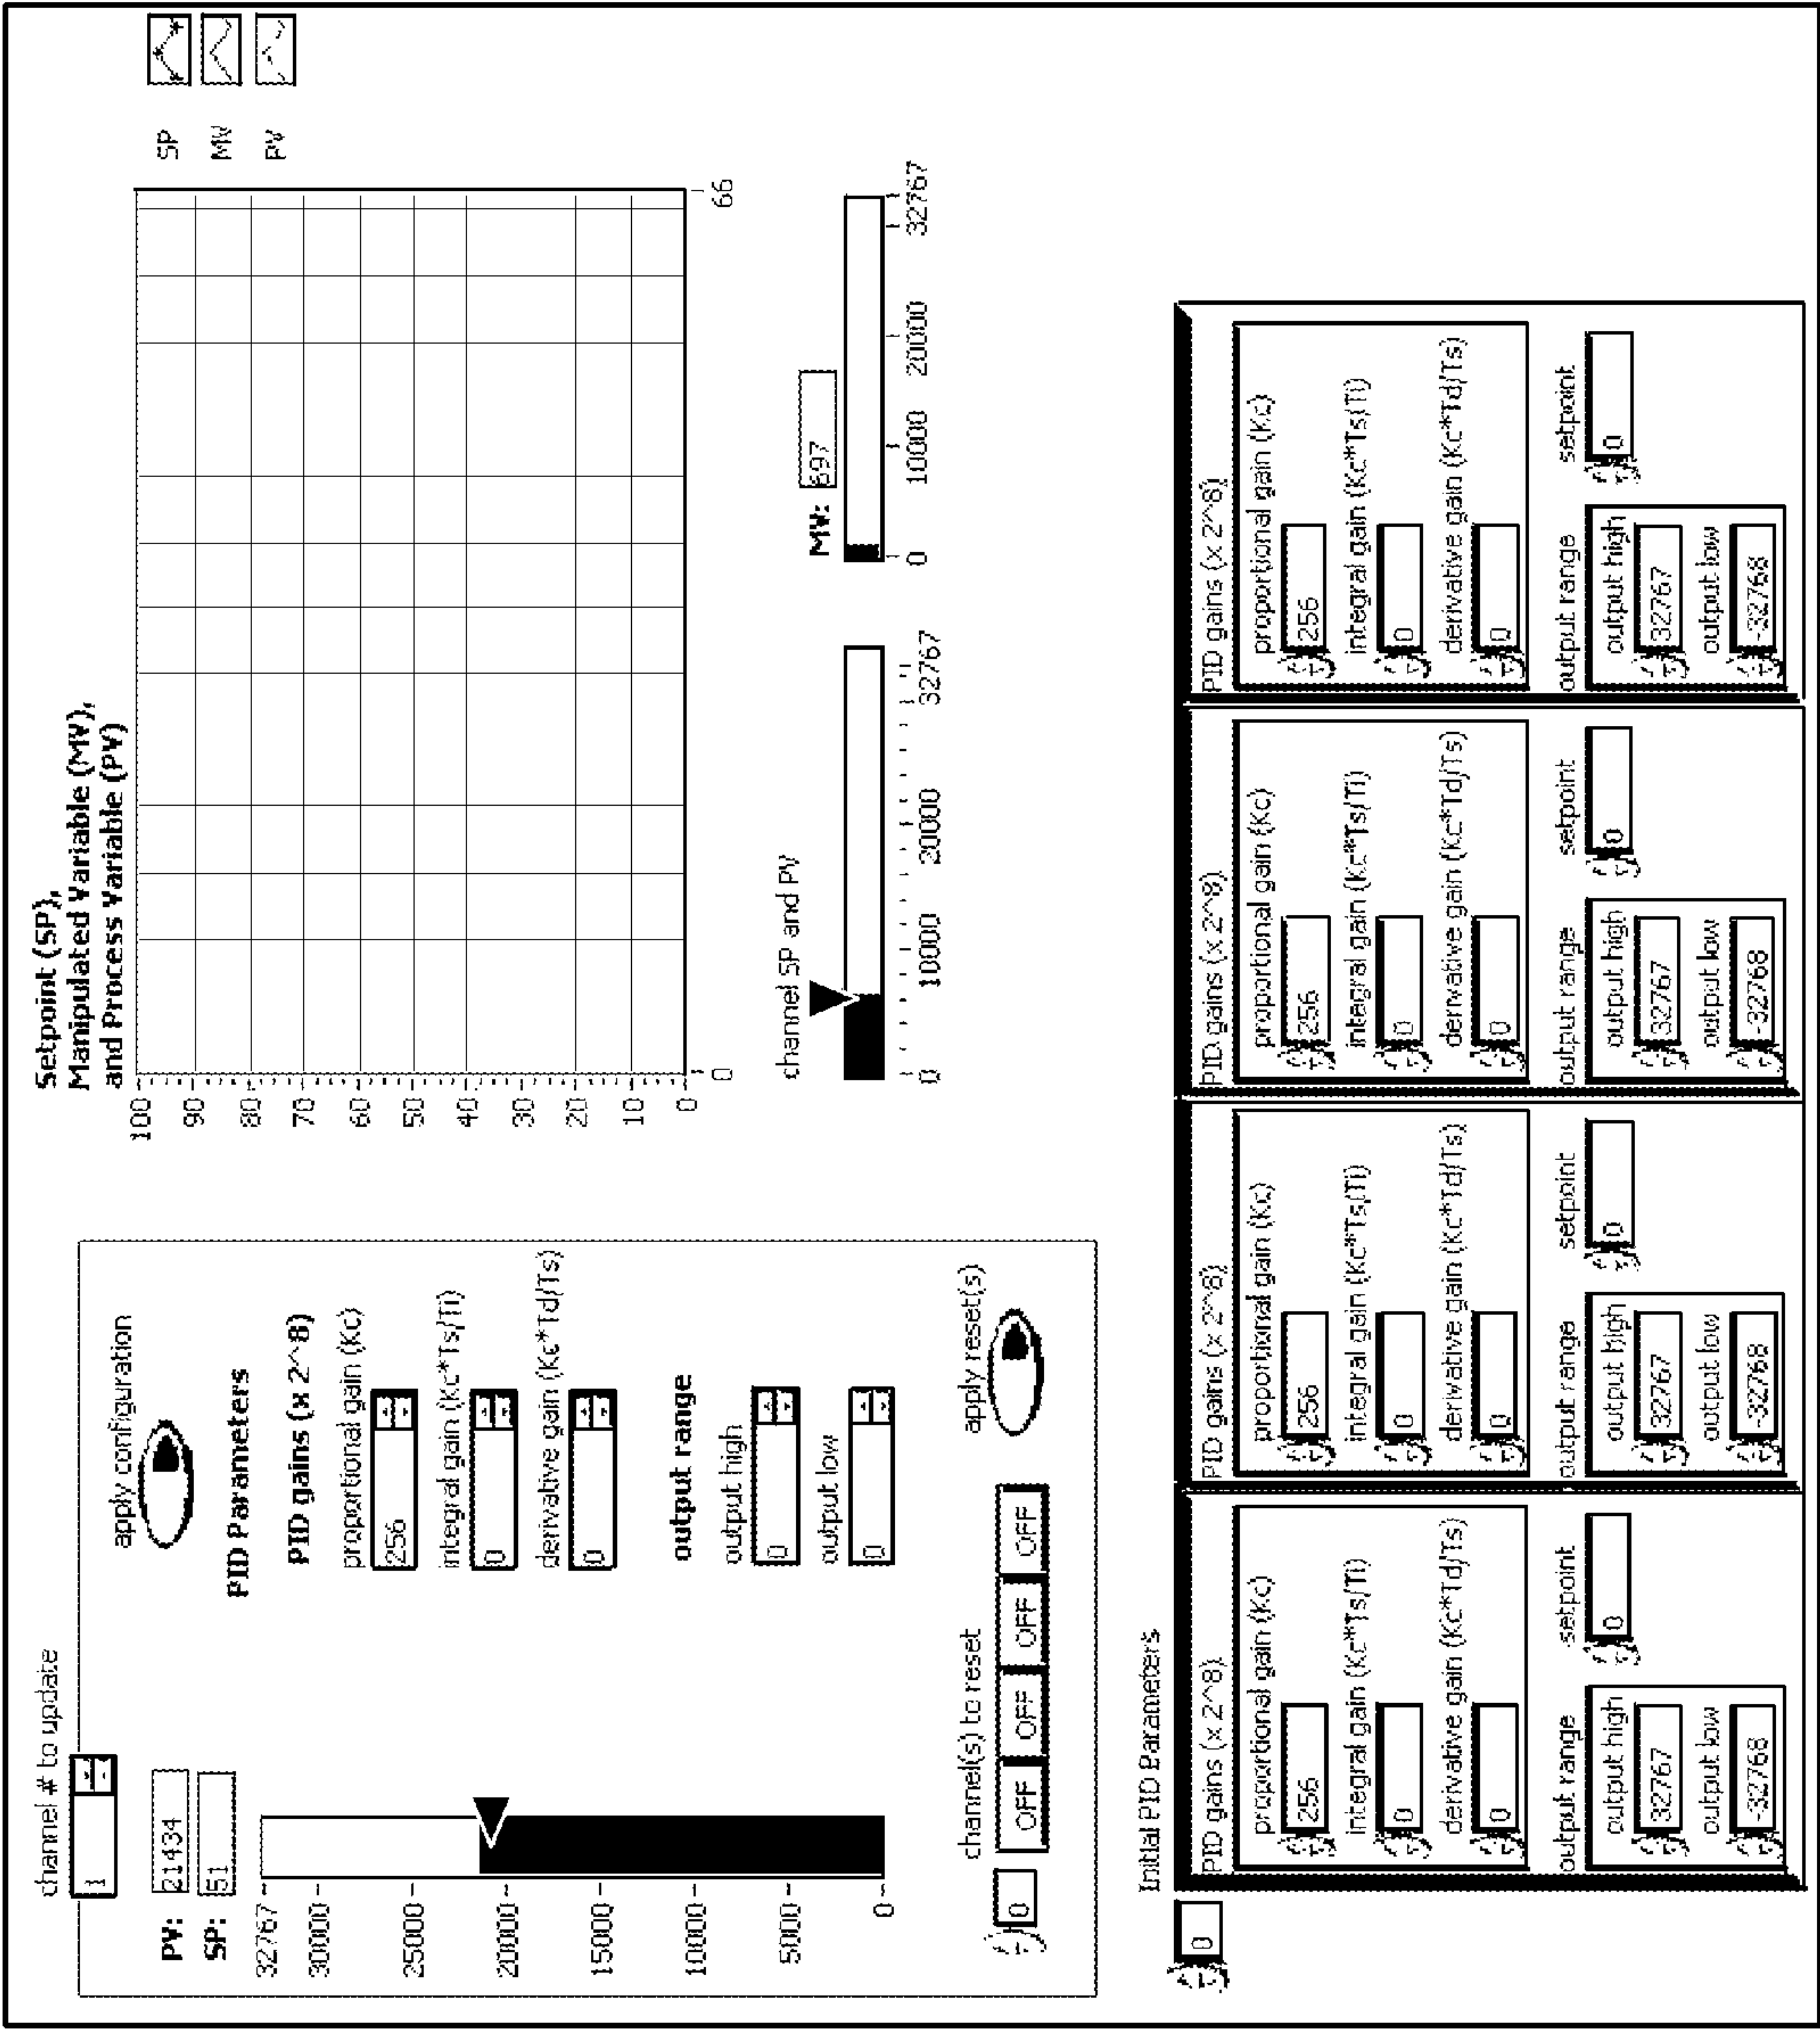 channel # to update
1
apply configuration
PV: 21434
SP: 51
PID Parameters
32767
30000
25000
20000
15000
10000
5000
0
PID gains (x 2^8)
proportional gain (Kc)
256
integral gain (Kc*Ts/Ti)
0
derivative gain (Kc*Td/Ts)
0
output range
output high
0
output low
0
channel(s) to reset
apply reset(s)
0
OFF OFF OFF OFF
Setpoint (SP),
Manipulated Variable (MV),
and Process Variable (PV)
100
90
80
70
60
50
40
30
20
10
0
0 66
SP
MV
PV
channel SP and PV
0 10000 20000 32767
MV: 697
0 10000 20000 32767
Initial PID Parameters
0
PID gains (x 2^8) PID gains (x 2^8) PID gains (x 2^8) PID gains (x 2^8)
proportional gain (Kc) proportional gain (Kc) proportional gain (Kc) proportional gain (Kc)
256 256 256 256
integral gain (Kc*Ts/Ti) integral gain (Kc*Ts/Ti) integral gain (Kc*Ts/Ti) integral gain (Kc*Ts/Ti)
0 0 0 0
derivative gain (Kc*Td/Ts) derivative gain (Kc*Td/Ts) derivative gain (Kc*Td/Ts) derivative gain (Kc*Td/Ts)
0 0 0 0
output range setpoint output range setpoint output range setpoint output range setpoint
output high 0 output high 0 output high 0 output high 0
32767 32767 32767 32767
output low output low output low output low
-32768 -32768 -32768 -32768